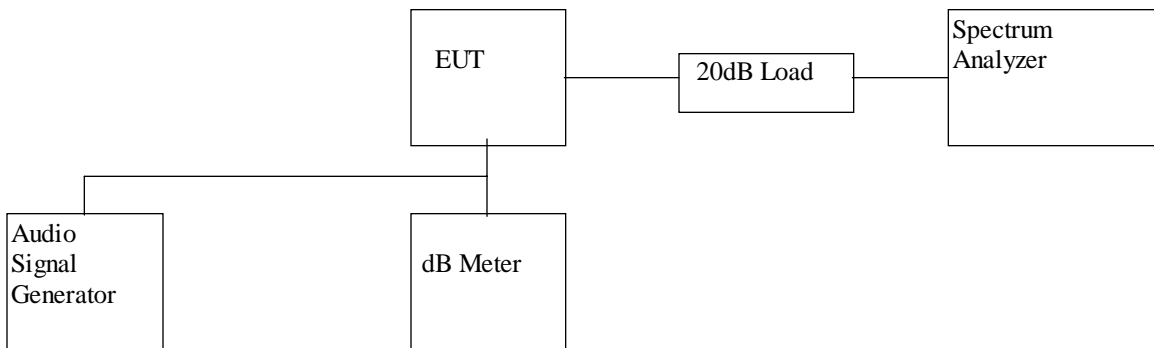 EUT
20dB Load
Spectrum
Analyzer
Audio
Signal
Generator
dB Meter